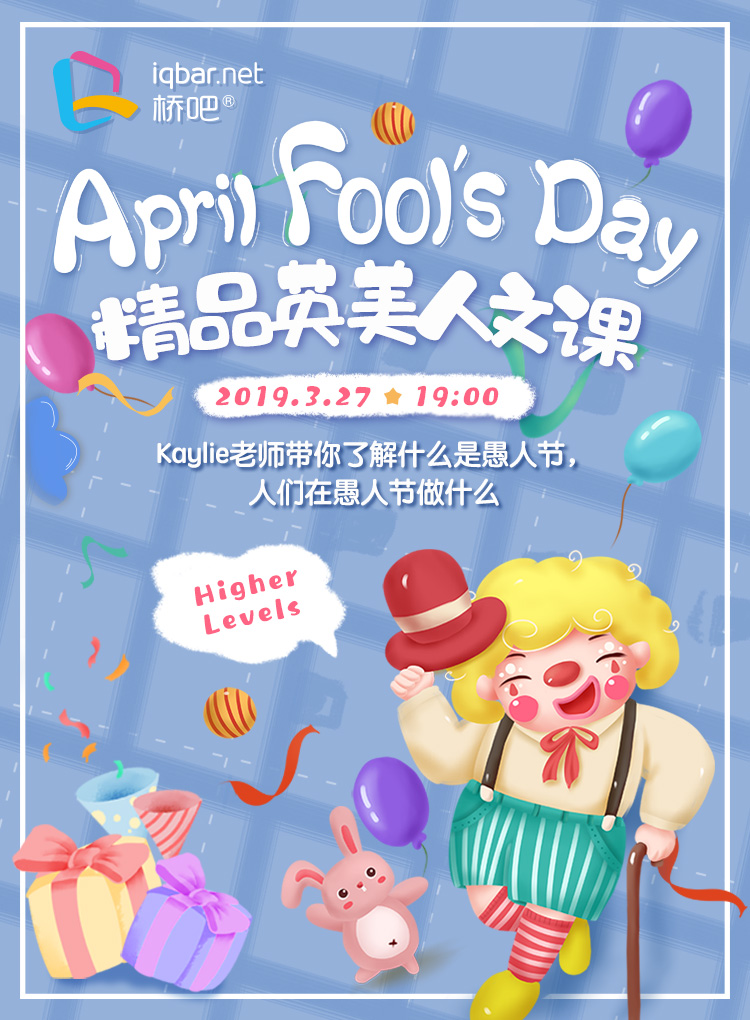 iqbar.net
桥吧®
April Fool's Day
精品英美人文课
2019.3.27 19:00
Kaylie老师带你了解什么是愚人节，
人们在愚人节做什么
Higher
Levels